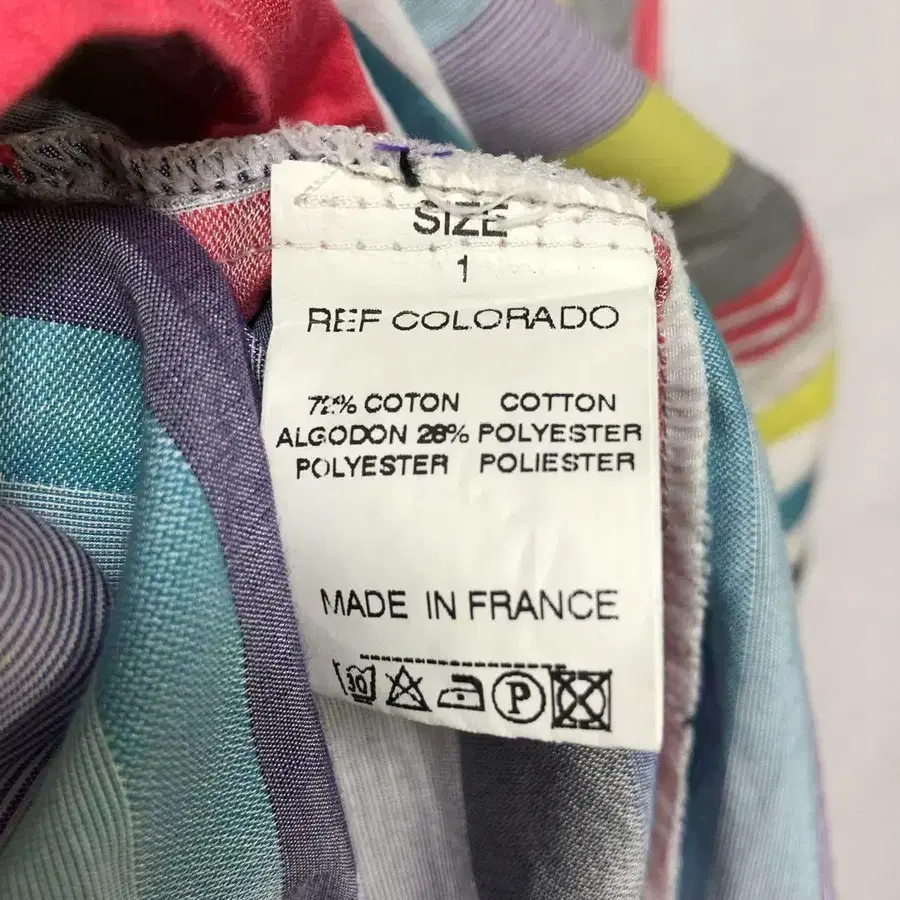 SIZE
1
REF COLORADO
72% COTON COTTON
ALGODON 28% POLYESTER
POLYESTER POLIESTER
MADE IN FRANCE
30
P